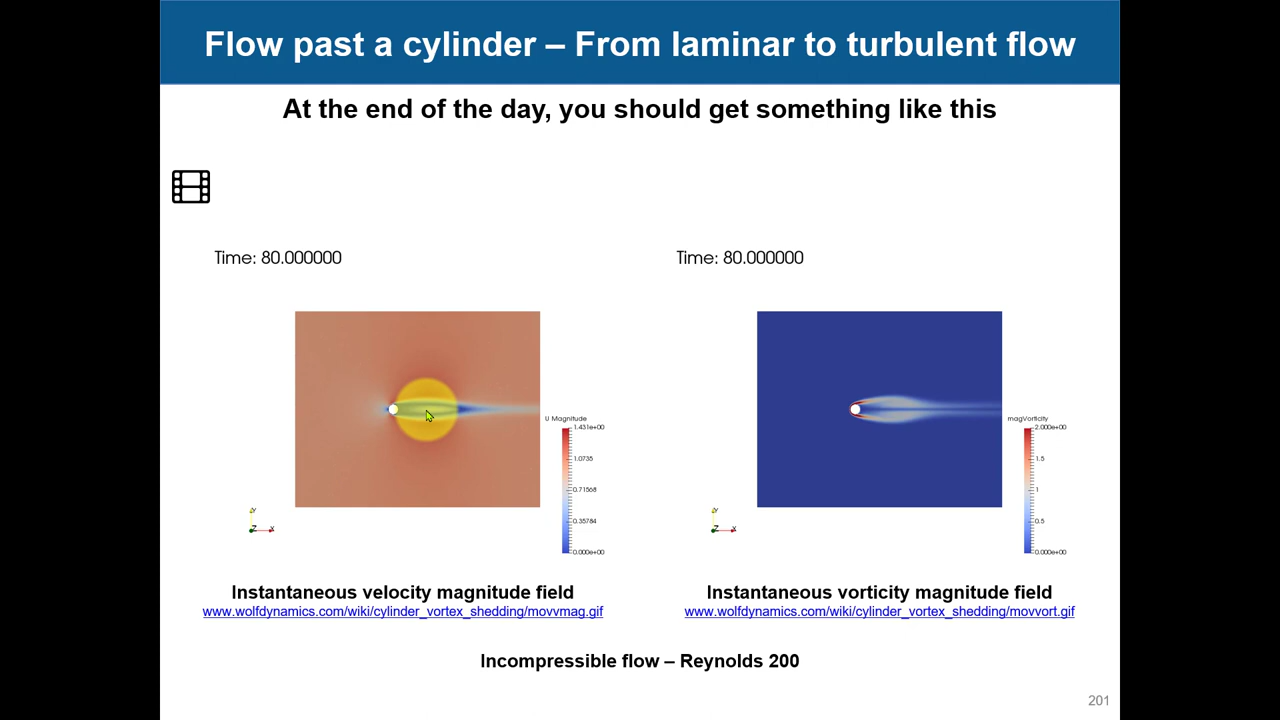 Flow past a cylinder – From laminar to turbulent flow
At the end of the day, you should get something like this
Time: 80.000000
Time: 80.000000
U Magnitude
1.431e+00
1.0735
0.71568
0.35784
0.000e+00
Y
Z X
magVorticity
2.000e+00
1.5
1
0.5
0.000e+00
Y
Z X
Instantaneous velocity magnitude field
www.wolfdynamics.com/wiki/cylinder_vortex_shedding/movvmag.gif
Instantaneous vorticity magnitude field
www.wolfdynamics.com/wiki/cylinder_vortex_shedding/movvort.gif
Incompressible flow – Reynolds 200
201